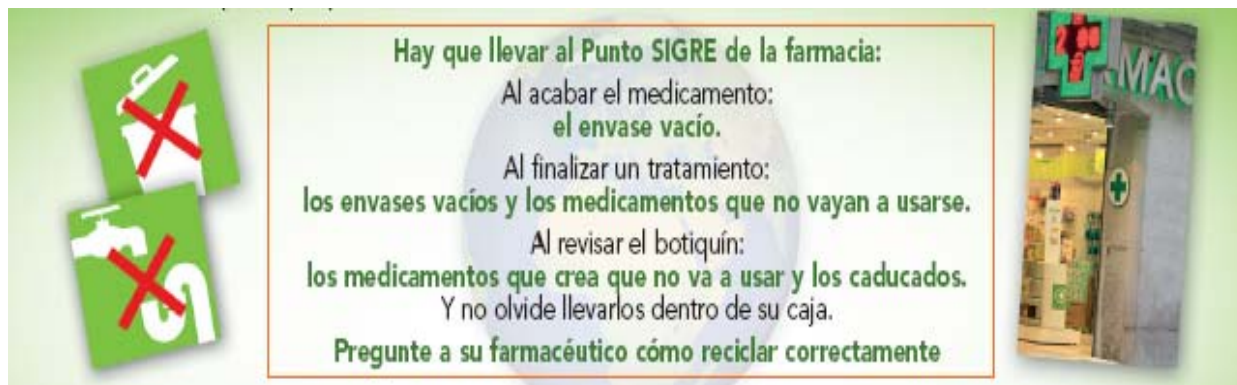 Hay que llevar al Punto SIGRE de la farmacia:
Al acabar el medicamento:
el envase vacío.
Al finalizar un tratamiento:
los envases vacíos y los medicamentos que no vayan a usarse.
Al revisar el botiquín:
los medicamentos que crea que no va a usar y los caducados.
Y no olvide llevarlos dentro de su caja.
Pregunte a su farmacéutico cómo reciclar correctamente
MAC